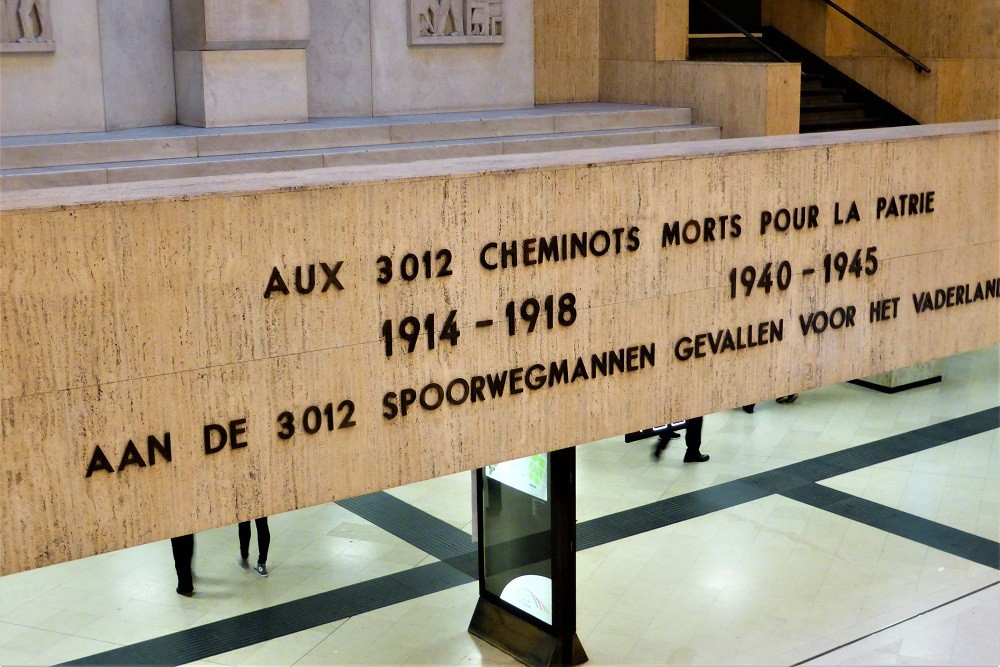 AUX 3012 CHEMINOTS MORTS POUR LA PATRIE
1914 - 1918 1940 - 1945
AAN DE 3012 SPOORWEGMANNEN GEVALLEN VOOR HET VADERLAND